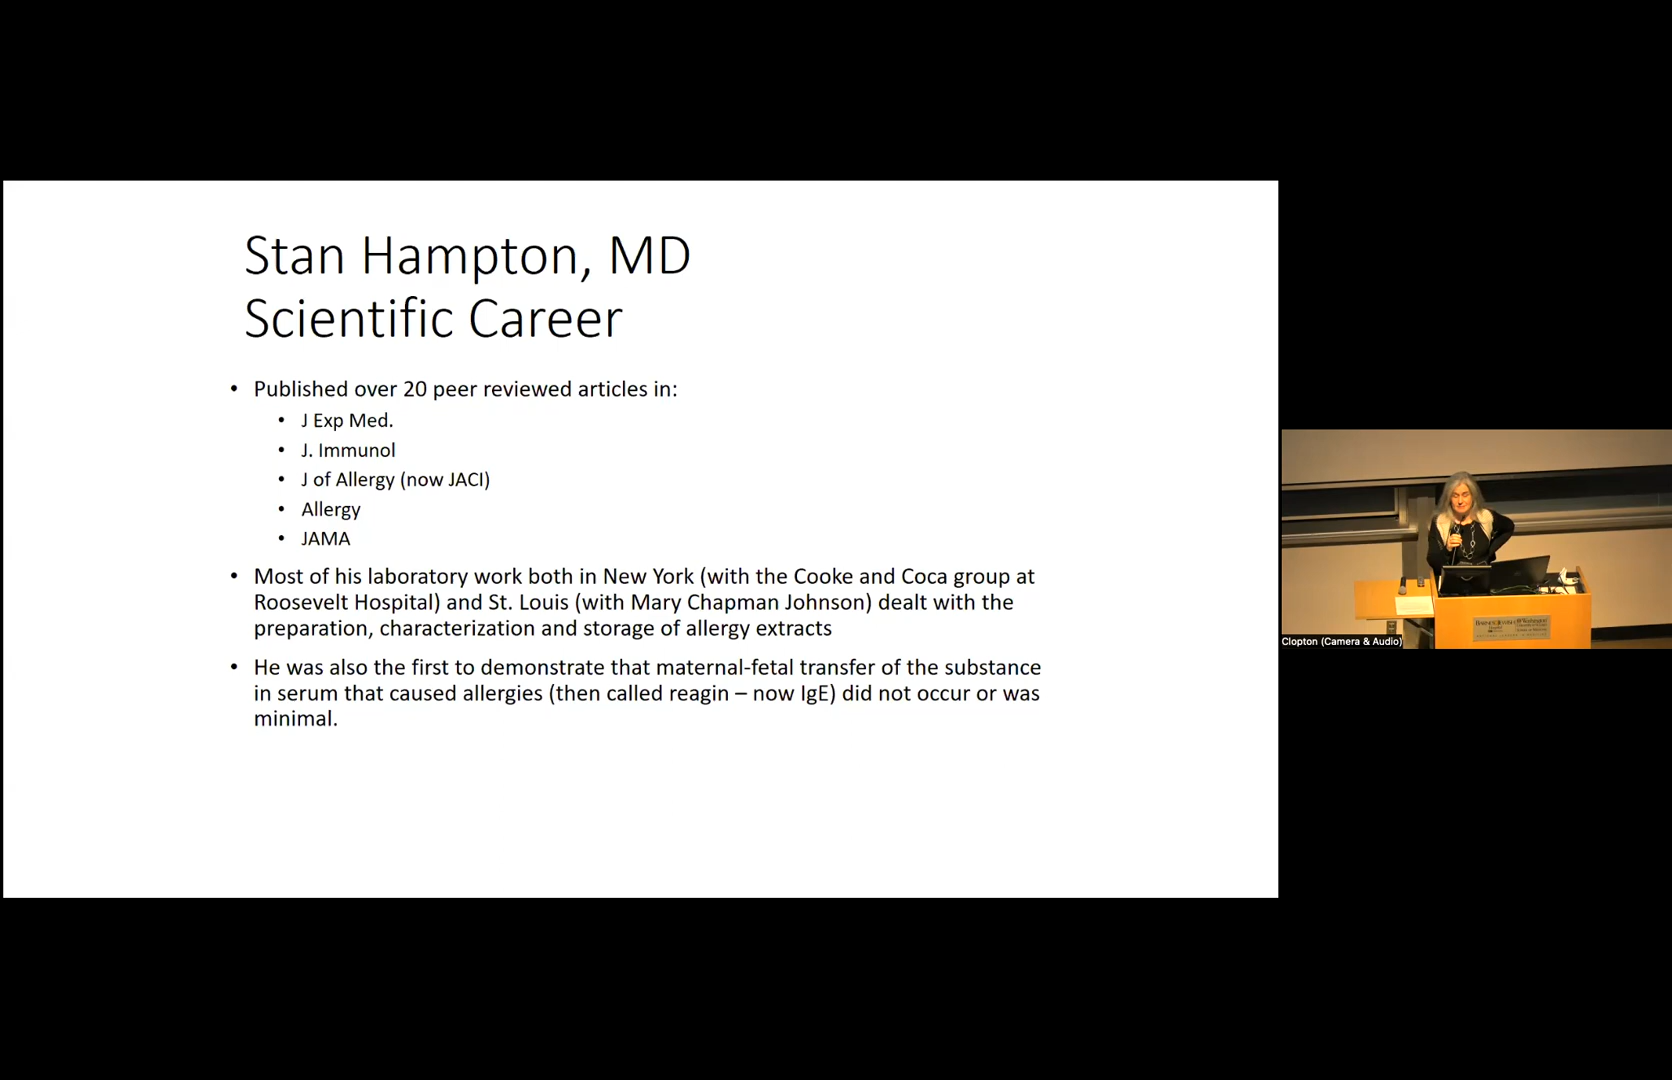 Stan Hampton, MD
Scientific Career
• Published over 20 peer reviewed articles in:
• J Exp Med.
• J. Immunol
• J of Allergy (now JACI)
• Allergy
• JAMA
• Most of his laboratory work both in New York (with the Cooke and Coca group at
Roosevelt Hospital) and St. Louis (with Mary Chapman Johnson) dealt with the
preparation, characterization and storage of allergy extracts
• He was also the first to demonstrate that maternal-fetal transfer of the substance
in serum that caused allergies (then called reagin – now IgE) did not occur or was
minimal.
Clopton (Camera & Audio)